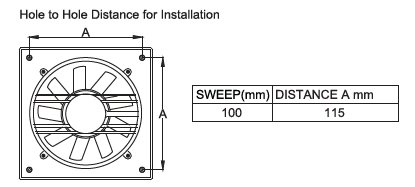 Hole to Hole Distance for Installation
A
A
SWEEP(mm) DISTANCE A mm
100 115